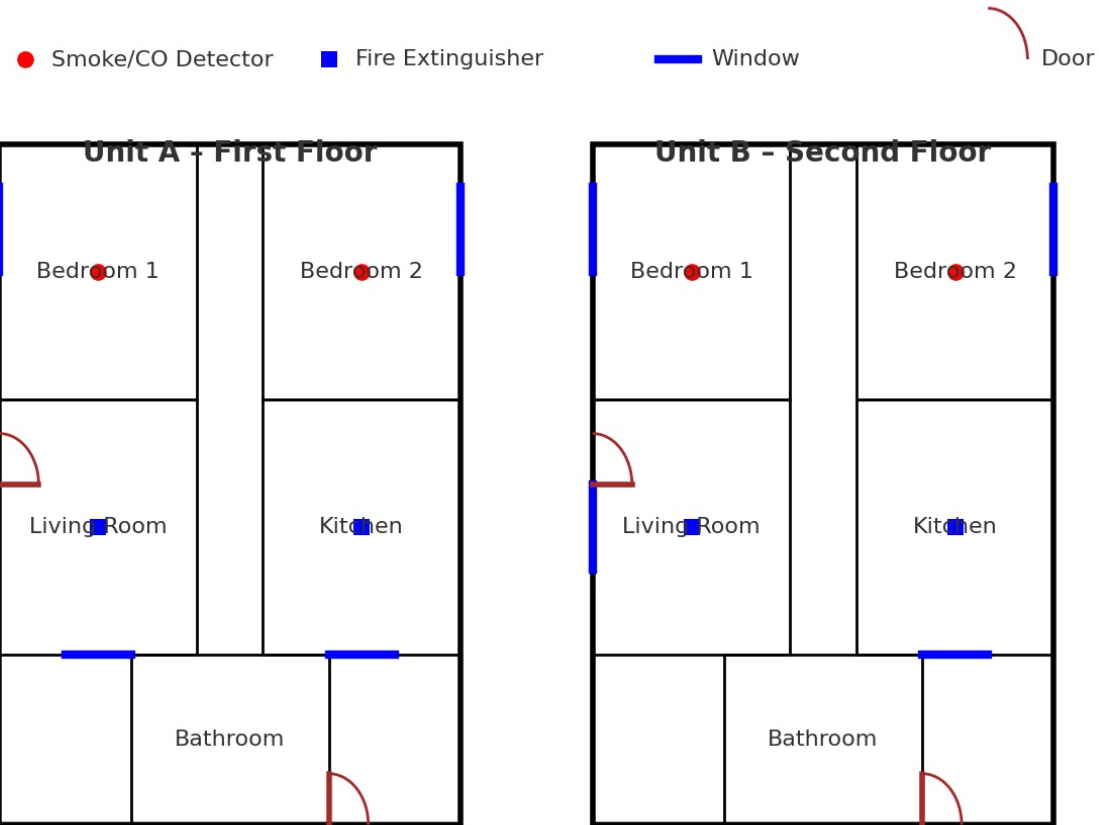 Smoke/CO Detector
Fire Extinguisher
Window
Door
Unit A – First Floor
Unit B – Second Floor
Bedroom 1
Bedroom 2
Bedroom 1
Bedroom 2
Living Room
Kitchen
Living Room
Kitchen
Bathroom
Bathroom